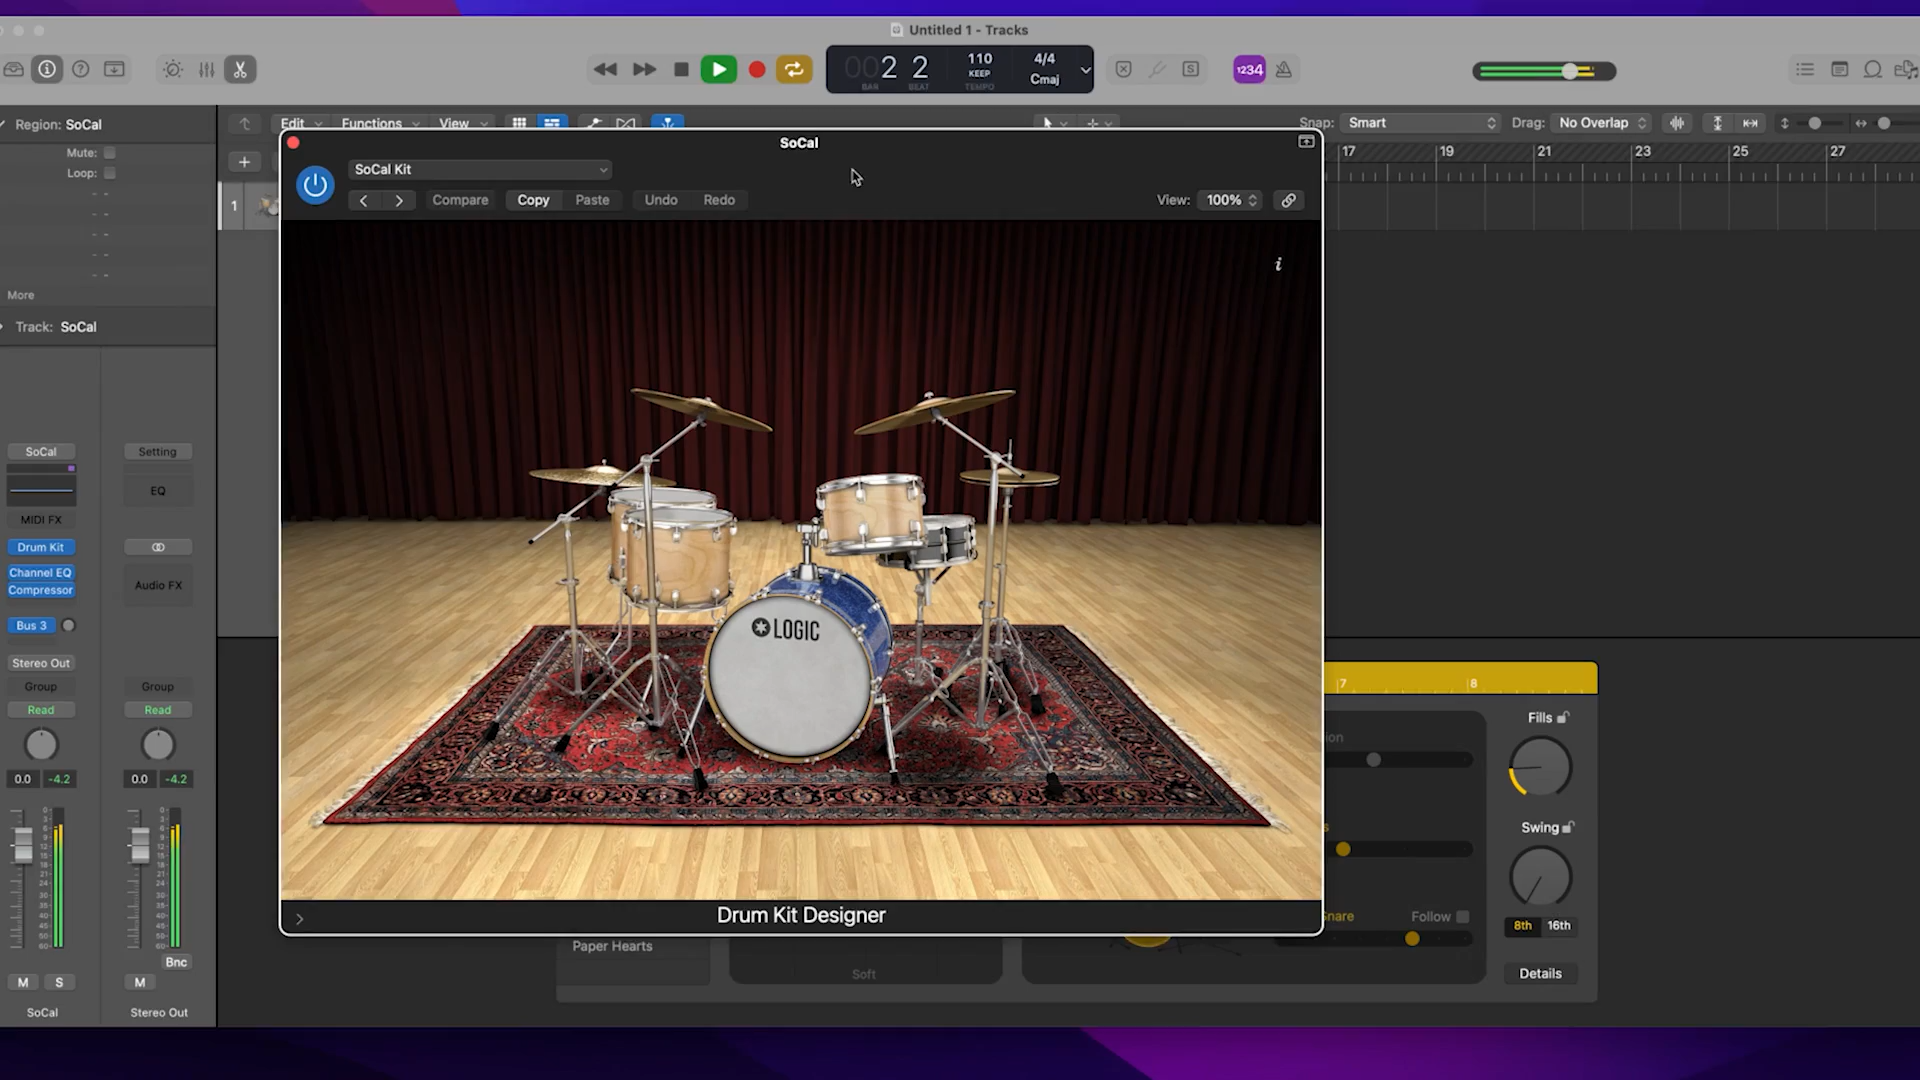 Untitled 1 - Tracks
2 2
BAR BEAT
110
KEEP
TEMPO
4/4
Cmaj
S
1234
Region: SoCal
Mute:
Loop:
More
Track: SoCal
Edit Functions View
Snap: Smart
Drag: No Overlap
17 19 21 23 25 27
1
SoCal
SoCal Kit
Compare Copy Paste Undo Redo
View: 100%
i
LOGIC
Drum Kit Designer
SoCal
Setting
EQ
MIDI FX
Drum Kit
Channel EQ
Compressor
Audio FX
Bus 3
Stereo Out
Group
Group
Read
Read
0.0 -4.2
0.0 -4.2
Bnc
M S
M
SoCal
Stereo Out
7 8
Fills
Swing
8th 16th
Follow
Details
Paper Hearts
Soft